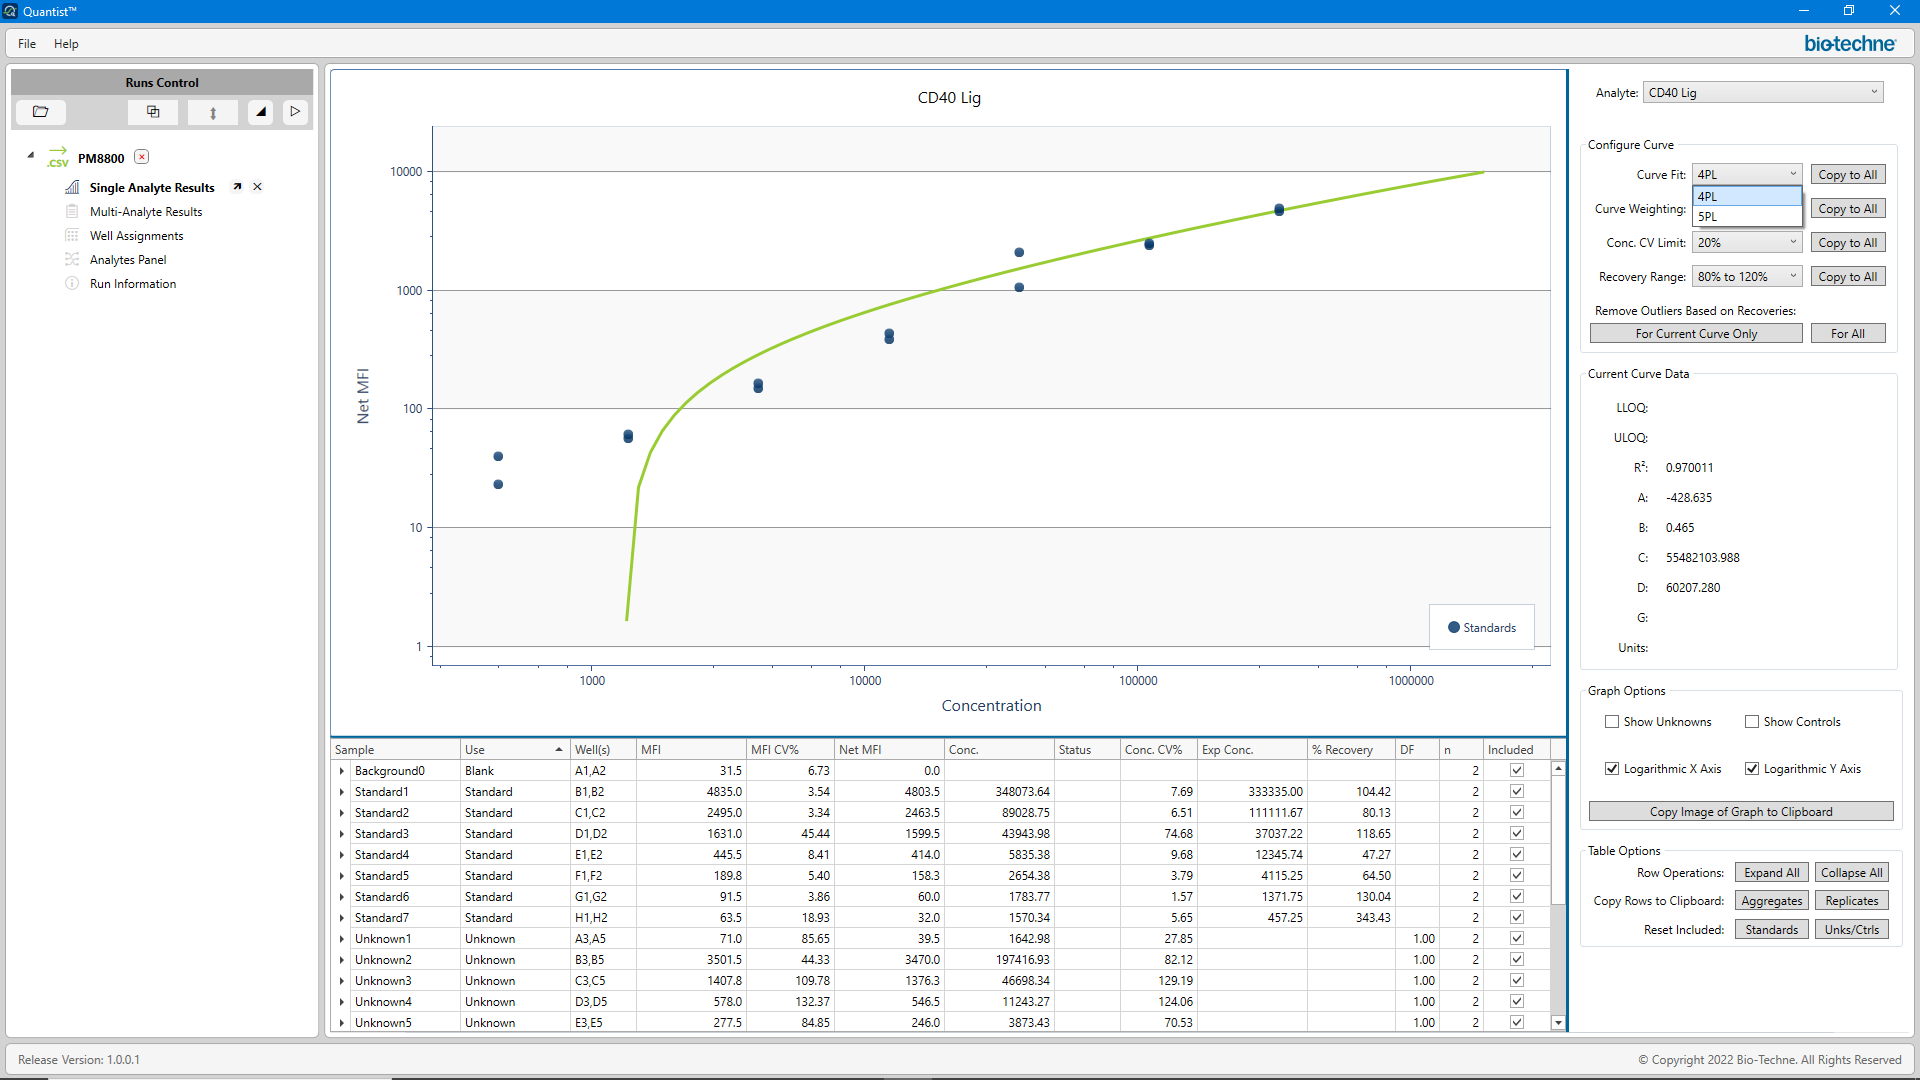 Quantist™
File Help
bio-techne
Runs Control
.CSV PM8800
Single Analyte Results
Multi-Analyte Results
Well Assignments
Analytes Panel
Run Information
CD40 Lig
10000
1000
100
10
1
Net MFI
1000 10000 100000 1000000
Concentration
Standards
Sample Use Well(s) MFI MFI CV% Net MFI Conc. Status Conc. CV% Exp Conc. % Recovery DF n Included
Background0 Blank A1,A2 31.5 6.73 0.0 2
Standard1 Standard B1,B2 4835.0 3.54 4803.5 348073.64 7.69 333335.00 104.42 2
Standard2 Standard C1,C2 2495.0 3.34 2463.5 89028.75 6.51 111111.67 80.13 2
Standard3 Standard D1,D2 1631.0 45.44 1599.5 43943.98 74.68 37037.22 118.65 2
Standard4 Standard E1,E2 445.5 8.41 414.0 5835.38 9.68 12345.74 47.27 2
Standard5 Standard F1,F2 189.8 5.40 158.3 2654.38 3.79 4115.25 64.50 2
Standard6 Standard G1,G2 91.5 3.86 60.0 1783.77 1.57 1371.75 130.04 2
Standard7 Standard H1,H2 63.5 18.93 32.0 1570.34 5.65 457.25 343.43 2
Unknown1 Unknown A3,A5 71.0 85.65 39.5 1642.98 27.85 1.00 2
Unknown2 Unknown B3,B5 3501.5 44.33 3470.0 197416.93 82.12 1.00 2
Unknown3 Unknown C3,C5 1407.8 109.78 1376.3 46698.34 129.19 1.00 2
Unknown4 Unknown D3,D5 578.0 132.37 546.5 11243.27 124.06 1.00 2
Unknown5 Unknown E3,E5 277.5 84.85 246.0 3873.43 70.53 1.00 2
Analyte: CD40 Lig
Configure Curve
Curve Fit: 4PL Copy to All
4PL
5PL
Curve Weighting: Copy to All
Conc. CV Limit: 20% Copy to All
Recovery Range: 80% to 120% Copy to All
Remove Outliers Based on Recoveries:
For Current Curve Only For All
Current Curve Data
LLOQ:
ULOQ:
R²: 0.970011
A: -428.635
B: 0.465
C: 55482103.988
D: 60207.280
G:
Units:
Graph Options
Show Unknowns Show Controls
Logarithmic X Axis Logarithmic Y Axis
Copy Image of Graph to Clipboard
Table Options
Row Operations: Expand All Collapse All
Copy Rows to Clipboard: Aggregates Replicates
Reset Included: Standards Unks/Ctrls
Release Version: 1.0.0.1
© Copyright 2022 Bio-Techne. All Rights Reserved